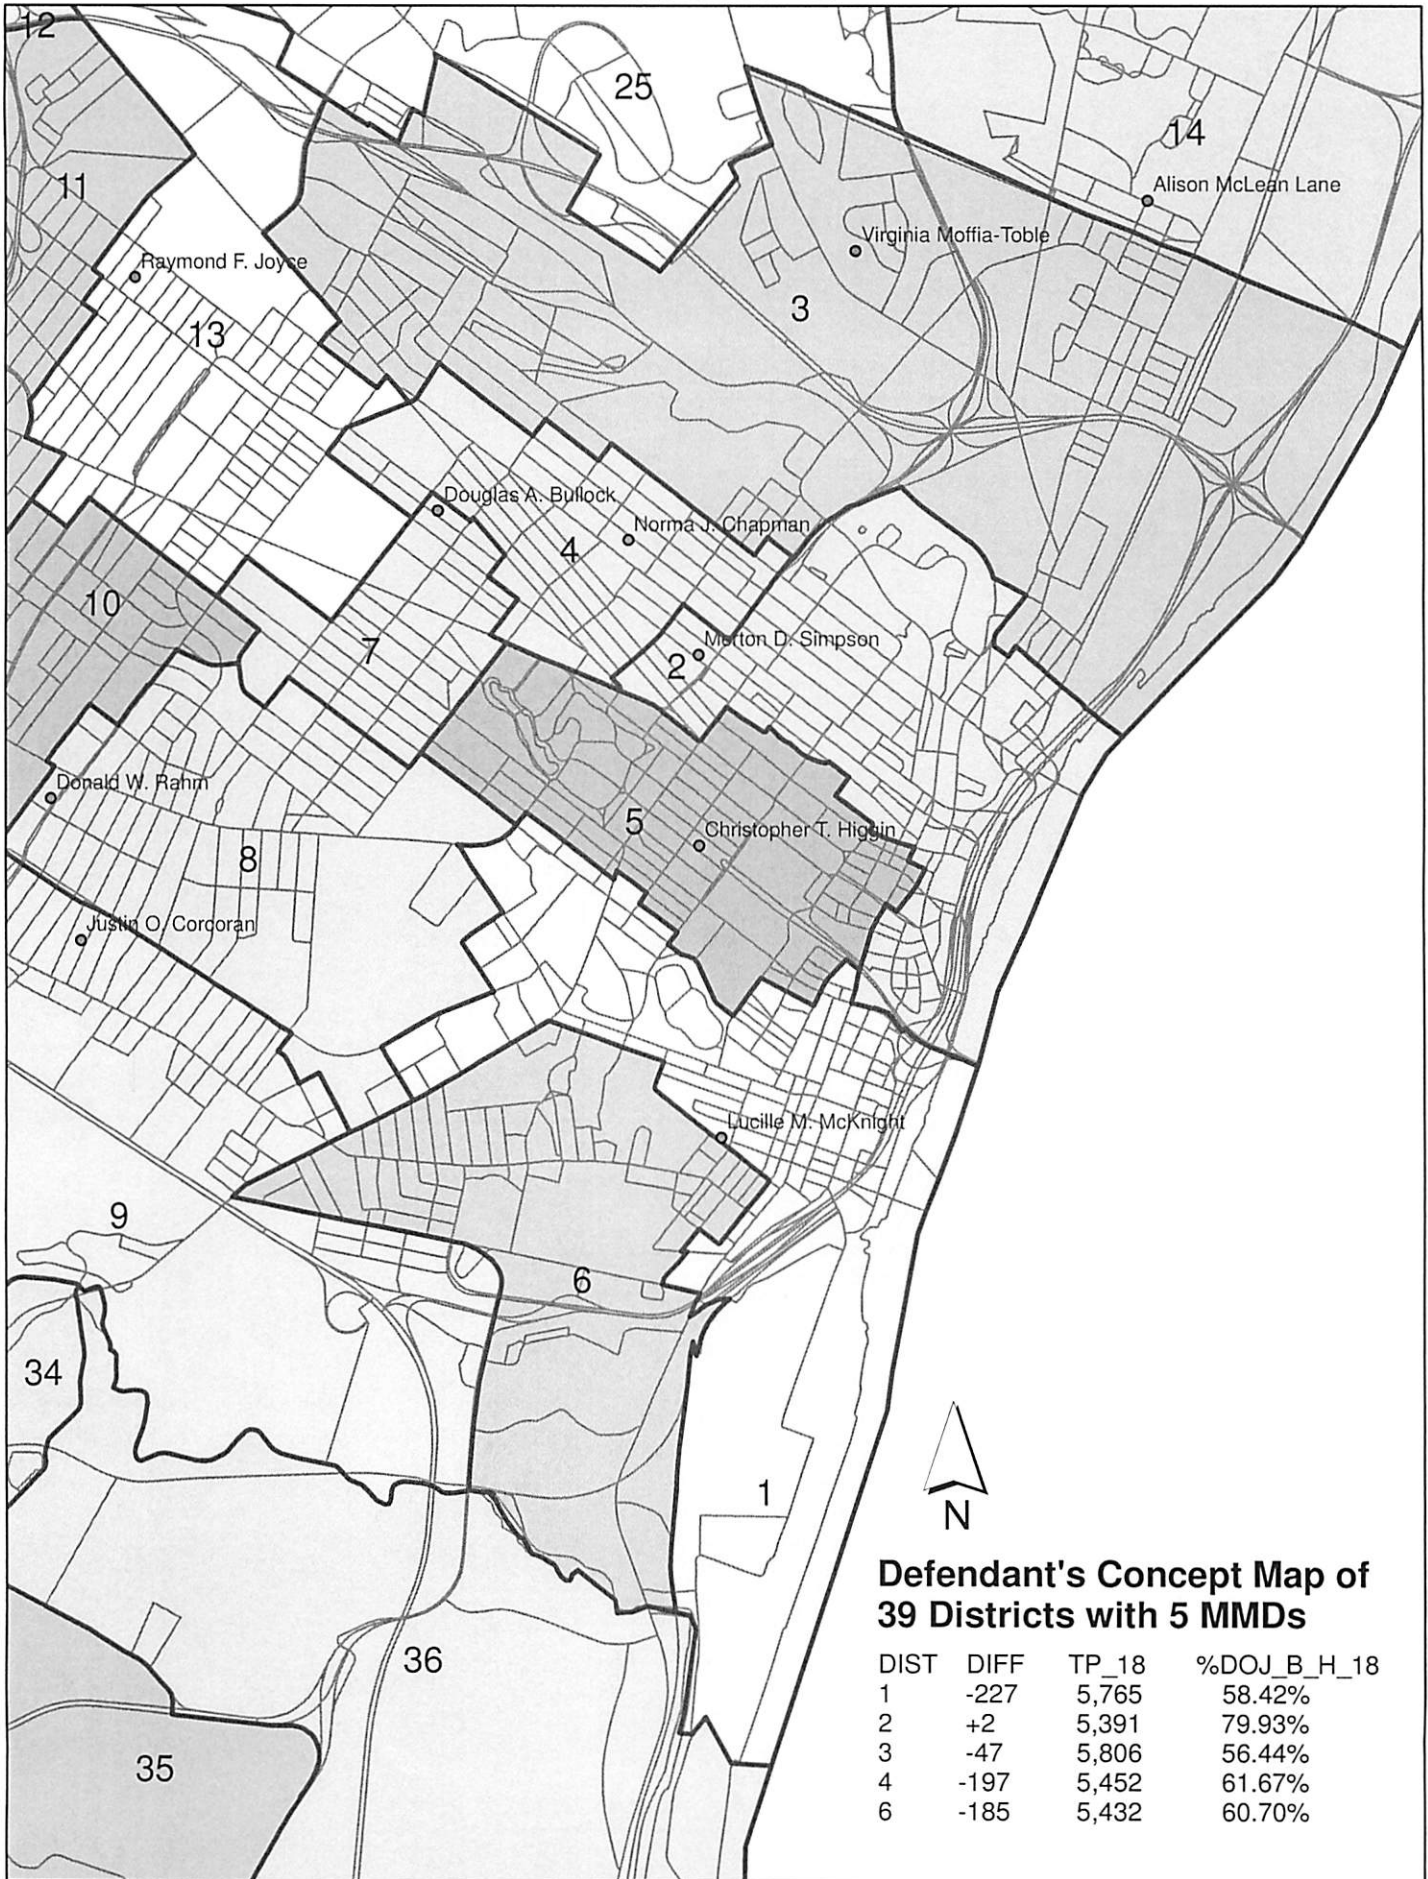 12
25
14
11
Alison McLean Lane
Virginia Moffia-Toble
Raymond F. Joyce
3
13
Douglas A. Bullock
Norma J. Chapman
4
10
Merton D. Simpson
7
2
Donald W. Rahm
5
Christopher T. Higgin
8
Justin O. Corcoran
Lucille M. McKnight
9
6
34
1
N
36
35
Defendant's Concept Map of
39 Districts with 5 MMDs
DIST DIFF TP_18 %DOJ_B_H_18
1 -227 5,765 58.42%
2 +2 5,391 79.93%
3 -47 5,806 56.44%
4 -197 5,452 61.67%
6 -185 5,432 60.70%